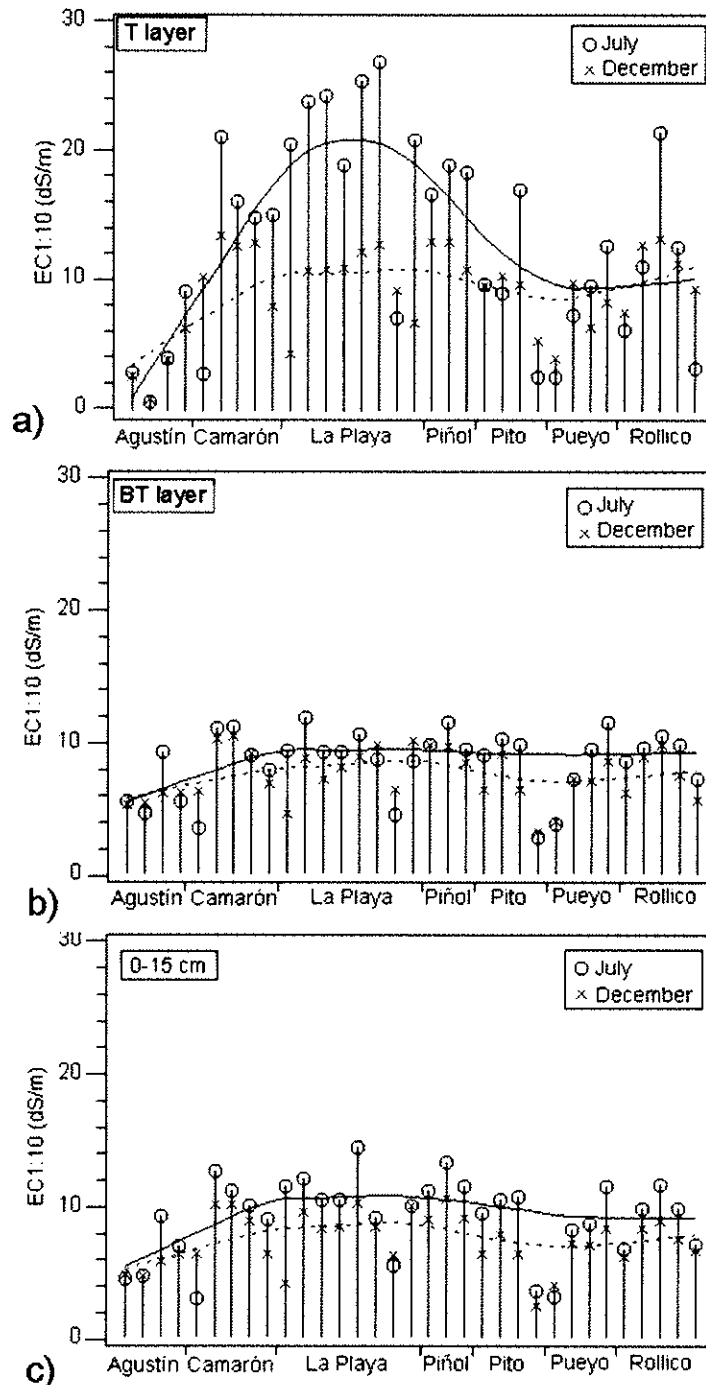 30
T layer
July
December
20
EC1:10 (dS/m)
10
0
a)
Agustín Camarón La Playa Piñol Pito Pueyo Rollico
30
BT layer
July
December
20
EC1:10 (dS/m)
10
0
b)
Agustín Camarón La Playa Piñol Pito Pueyo Rollico
30
0-15 cm
July
December
20
EC1:10 (dS/m)
10
0
c)
Agustín Camarón La Playa Piñol Pito Pueyo Rollico